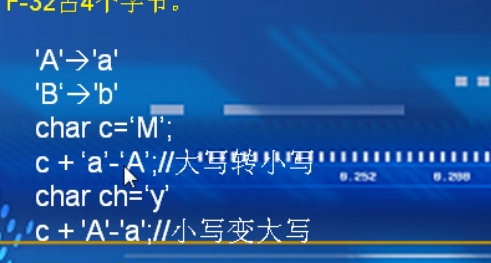 F-32占4个字节。
'A'→'a'
'B‘→'b'
char c=‘M’;
c + ‘a’-‘A’;//大写转小写
char ch=‘y’
c + 'A'-'a';//小写变大写
0.252 0.200